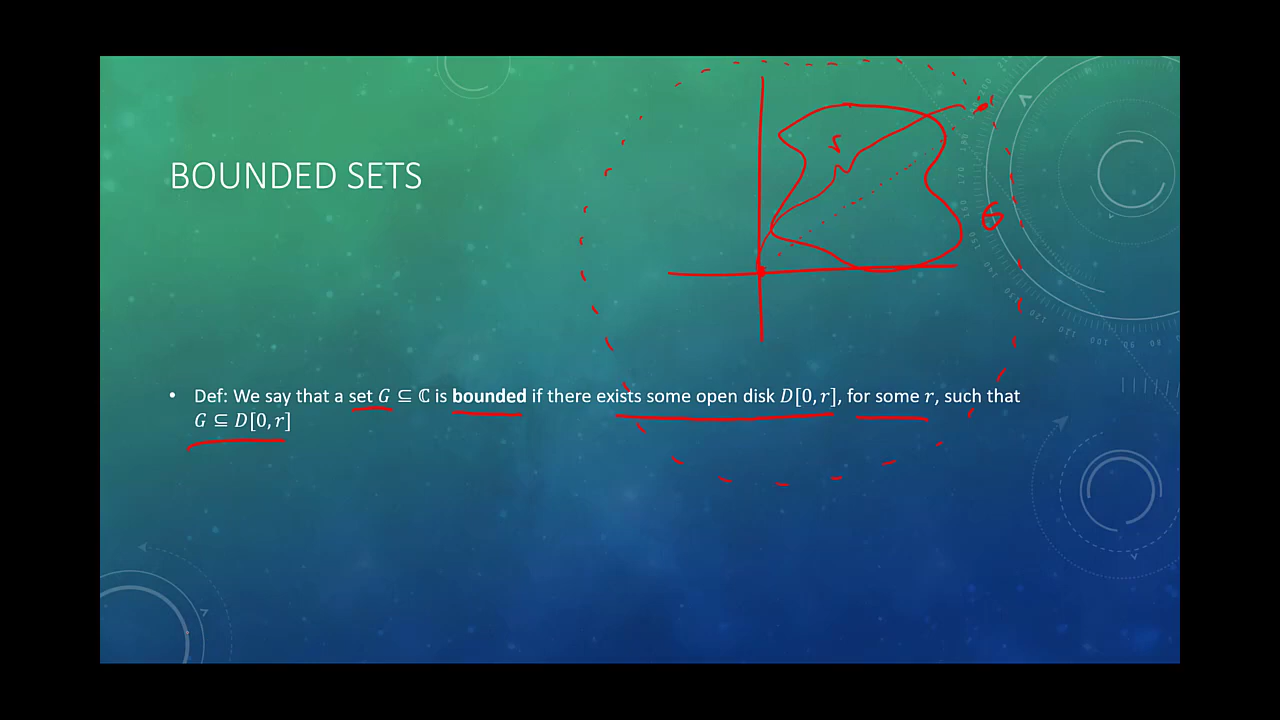 BOUNDED SETS
r
G
• Def: We say that a set 𝐺 ⊆ ℂ is bounded if there exists some open disk 𝐷[0, 𝑟], for some 𝑟, such that
𝐺 ⊆ 𝐷[0, 𝑟]